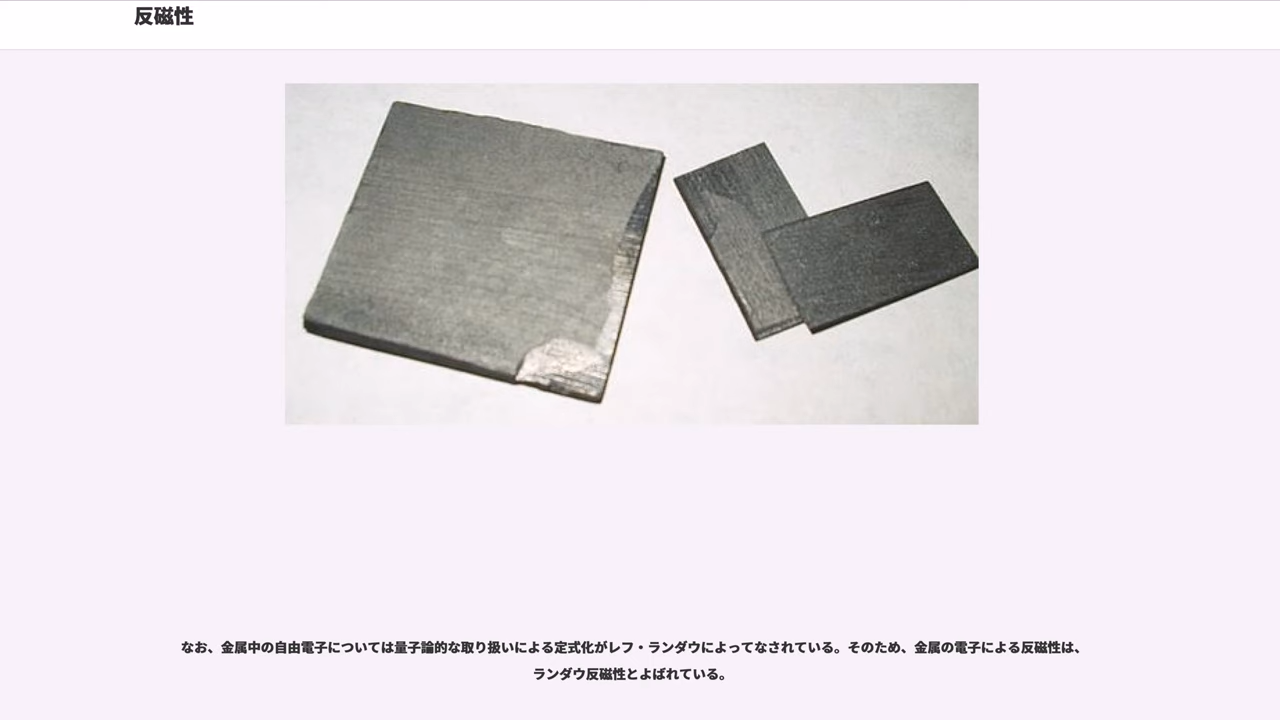 反磁性
なお、金属中の自由電子については量子論的な取り扱いによる定式化がレフ・ランダウによってなされている。そのため、金属の電子による反磁性は、
ランダウ反磁性とよばれている。